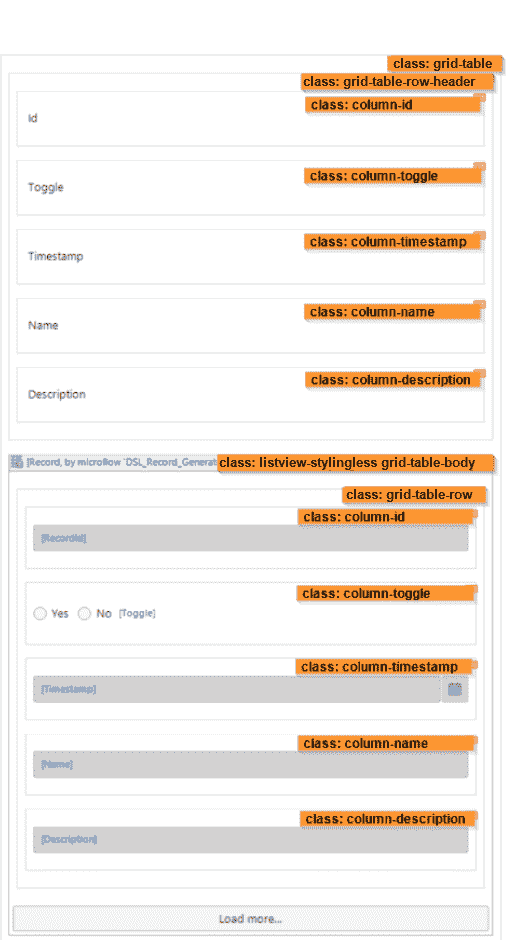 class: grid-table
class: grid-table-row-header
class: column-id
Id
class: column-toggle
Toggle
class: column-timestamp
Timestamp
class: column-name
Name
class: column-description
Description
[Record, by microflow 'DSL_Record_Generat
class: listview-stylingless grid-table-body
class: grid-table-row
class: column-id
[RecordId]
class: column-toggle
Yes No [Toggle]
class: column-timestamp
[Timestamp]
class: column-name
[Name]
class: column-description
[Description]
Load more...